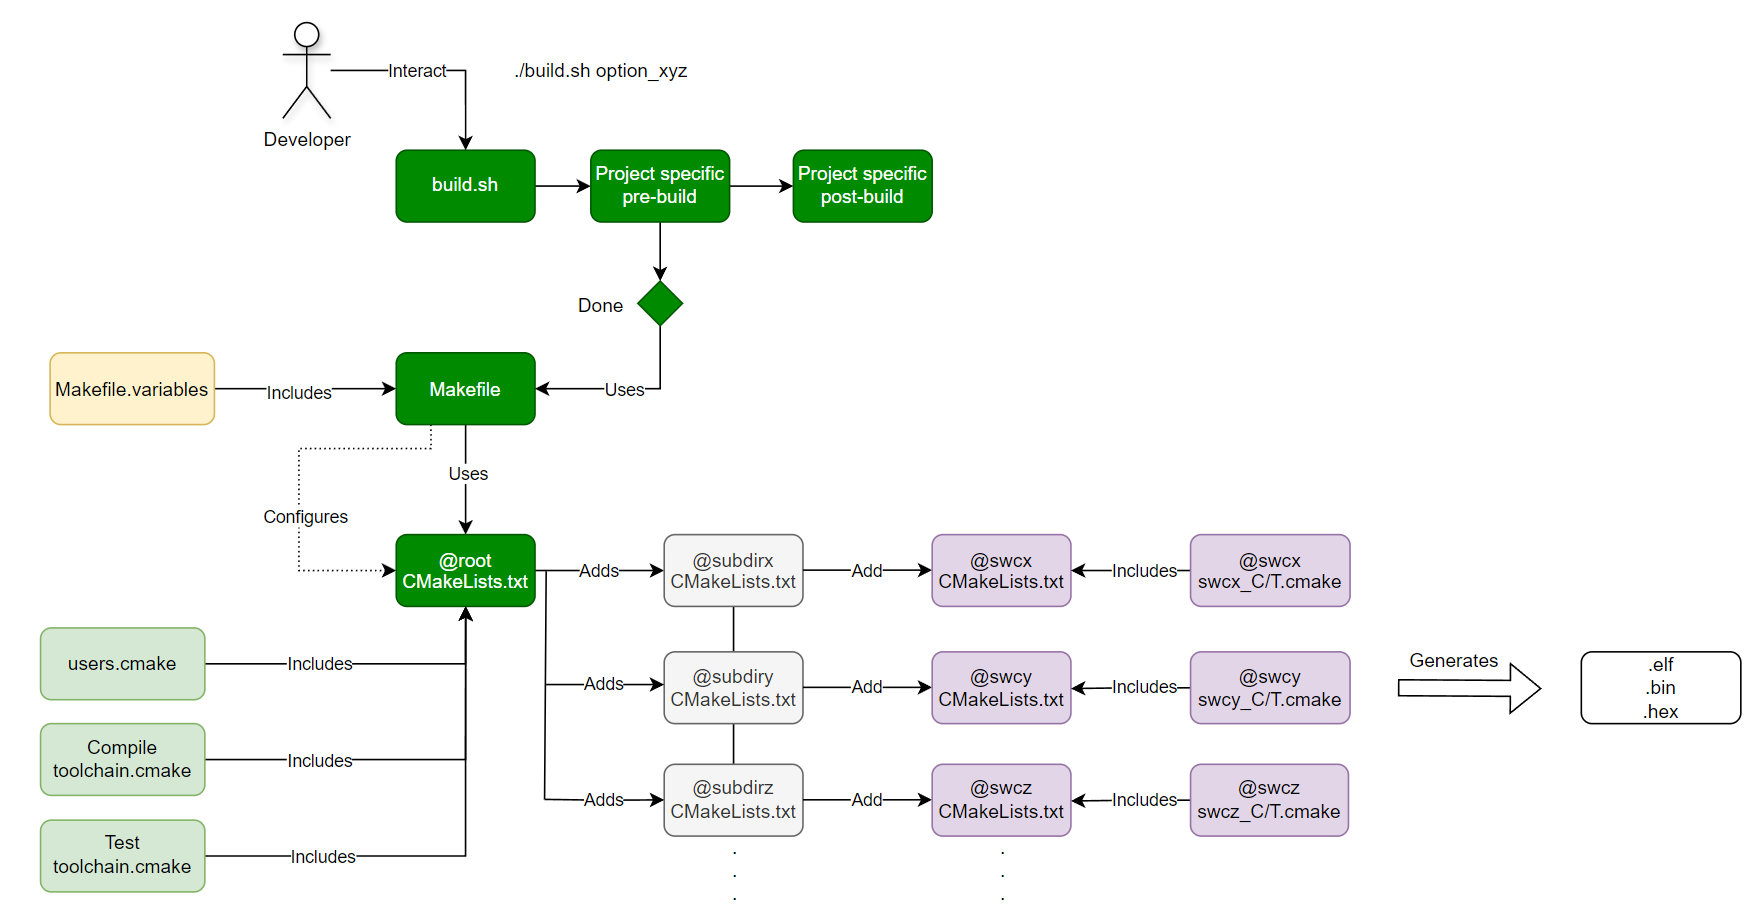 Interact
./build.sh option_xyz
Developer
build.sh
Project specific
pre-build
Project specific
post-build
Done
Makefile.variables
Includes
Makefile
Uses
Uses
Configures
@root
CMakeLists.txt
Adds
@subdirx
CMakeLists.txt
Add
@swcx
CMakeLists.txt
Includes
@swcx
swcx_C/T.cmake
users.cmake
Includes
Adds
@subdiry
CMakeLists.txt
Add
@swcy
CMakeLists.txt
Includes
@swcy
swcy_C/T.cmake
Generates
.elf
.bin
.hex
Compile
toolchain.cmake
Includes
Adds
@subdirz
CMakeLists.txt
Add
@swcz
CMakeLists.txt
Includes
@swcz
swcz_C/T.cmake
Test
toolchain.cmake
Includes